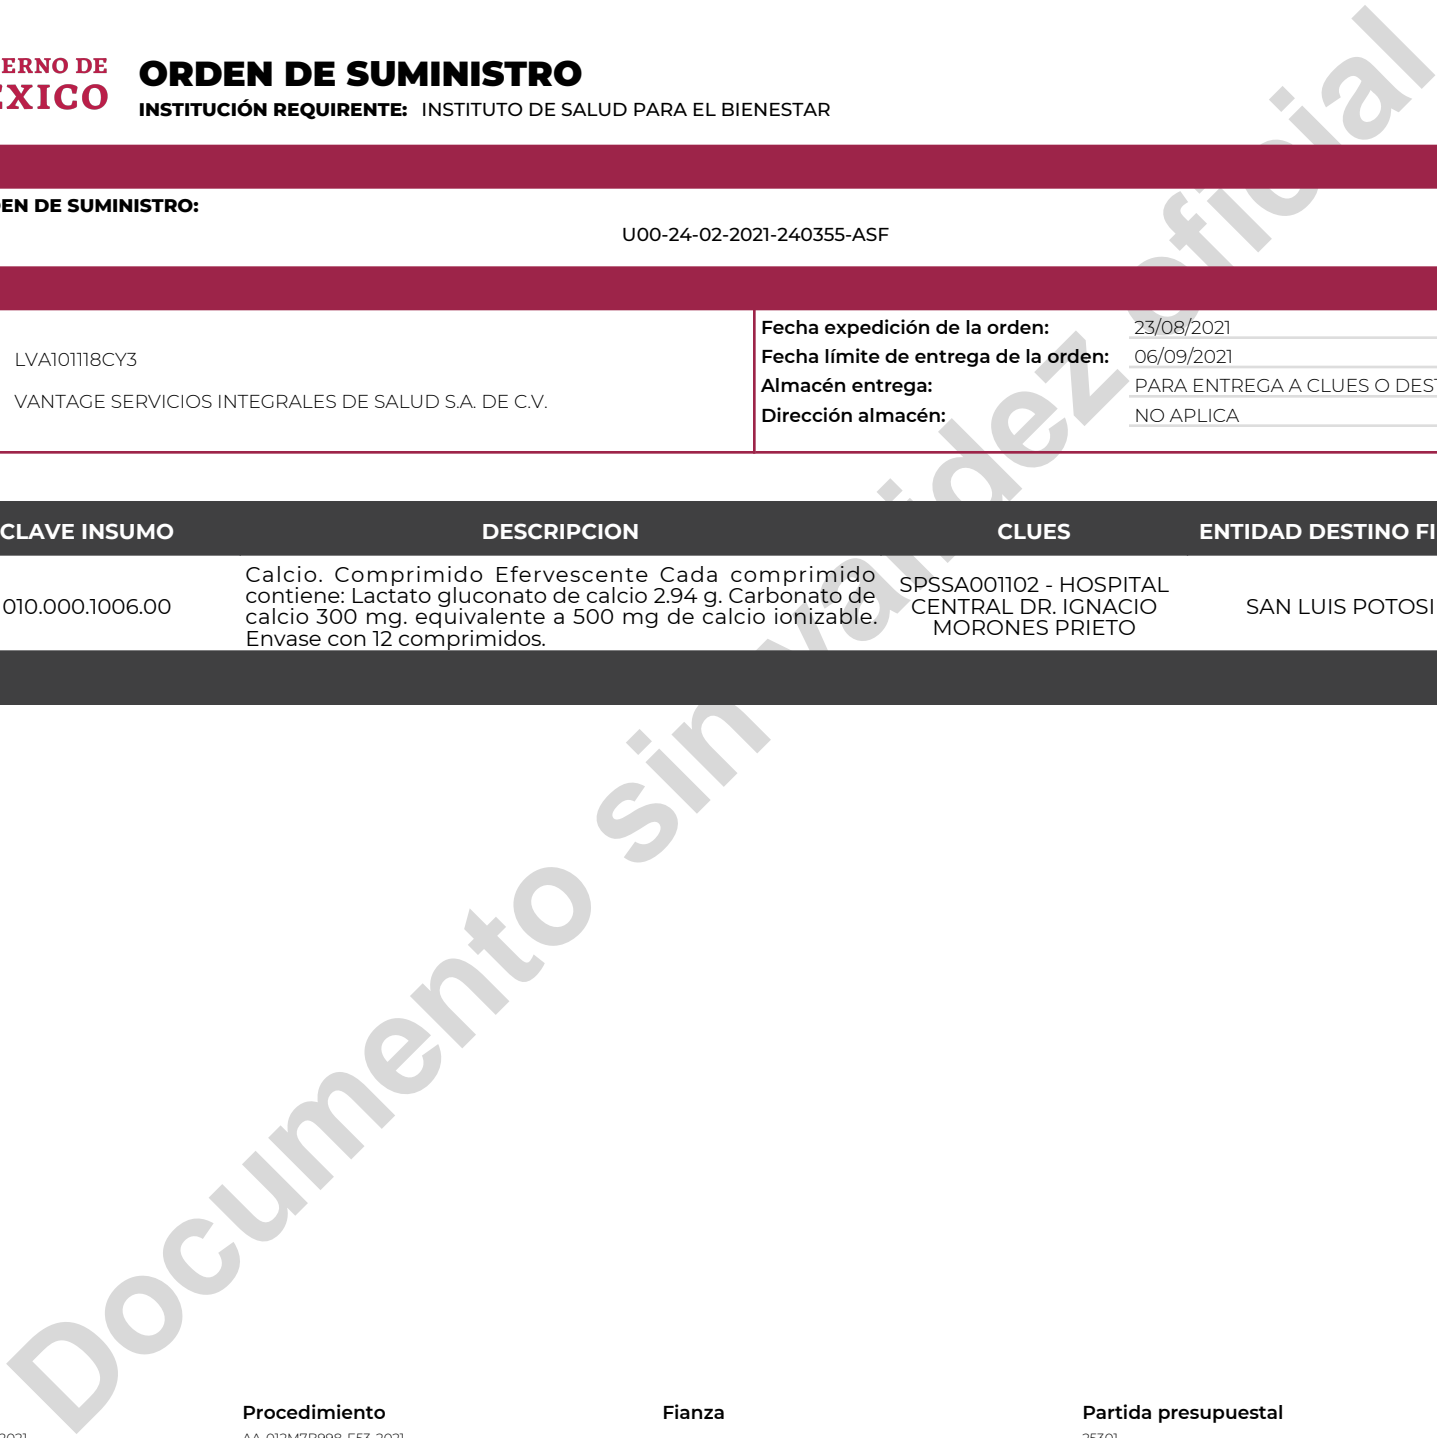 ERNO DE
ORDEN DE SUMINISTRO
INSTITUCIÓN REQUIRENTE: INSTITUTO DE SALUD PARA EL BIENESTAR
EN DE SUMINISTRO:
U00-24-02-2021-240355-ASF
LVA101118CY3
VANTAGE SERVICIOS INTEGRALES DE SALUD S.A. DE C.V.
Fecha expedición de la orden: 23/08/2021
Fecha límite de entrega de la orden: 06/09/2021
Almacén entrega: PARA ENTREGA A CLUES O DEST
Dirección almacén: NO APLICA
CLAVE INSUMO DESCRIPCION CLUES ENTIDAD DESTINO FI
010.000.1006.00
Calcio. Comprimido Efervescente Cada comprimido
contiene: Lactato gluconato de calcio 2.94 g. Carbonato de
calcio 300 mg. equivalente a 500 mg de calcio ionizable.
Envase con 12 comprimidos.
SPSSA001102 - HOSPITAL
CENTRAL DR. IGNACIO
MORONES PRIETO
SAN LUIS POTOSI
Documento sin validez oficial
Procedimiento Fianza Partida presupuestal